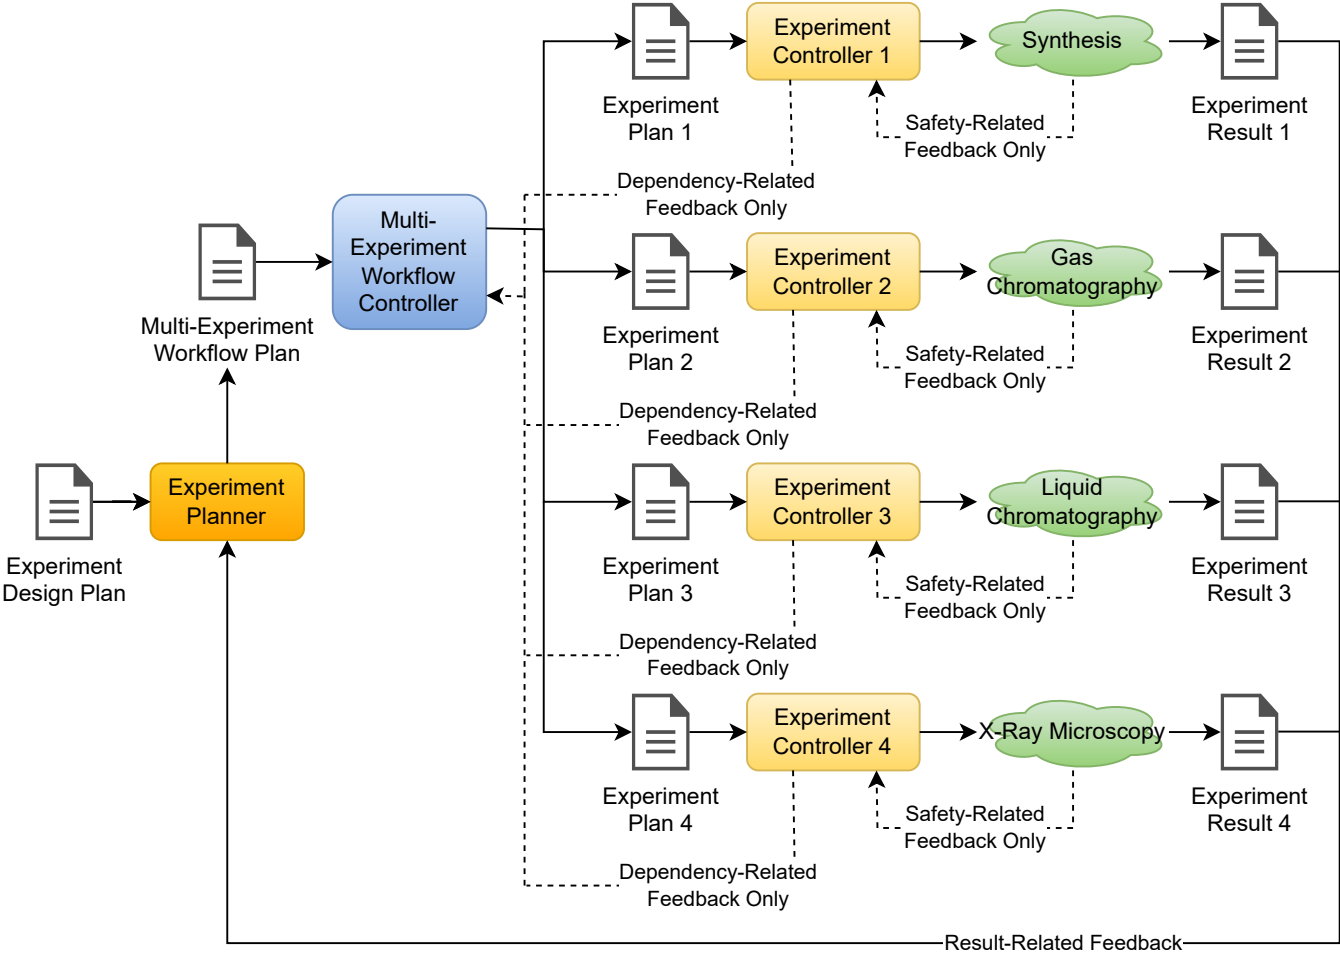 Experiment
Controller 1
Synthesis
Experiment
Plan 1
Experiment
Result 1
Safety-Related
Feedback Only
Dependency-Related
Feedback Only
Multi-
Experiment
Workflow
Controller
Multi-Experiment
Workflow Plan
Experiment
Controller 2
Gas
Chromatography
Experiment
Plan 2
Experiment
Result 2
Safety-Related
Feedback Only
Dependency-Related
Feedback Only
Experiment
Planner
Experiment
Design Plan
Experiment
Controller 3
Liquid
Chromatography
Experiment
Plan 3
Experiment
Result 3
Safety-Related
Feedback Only
Dependency-Related
Feedback Only
Experiment
Controller 4
X-Ray Microscopy
Experiment
Plan 4
Experiment
Result 4
Safety-Related
Feedback Only
Dependency-Related
Feedback Only
Result-Related Feedback